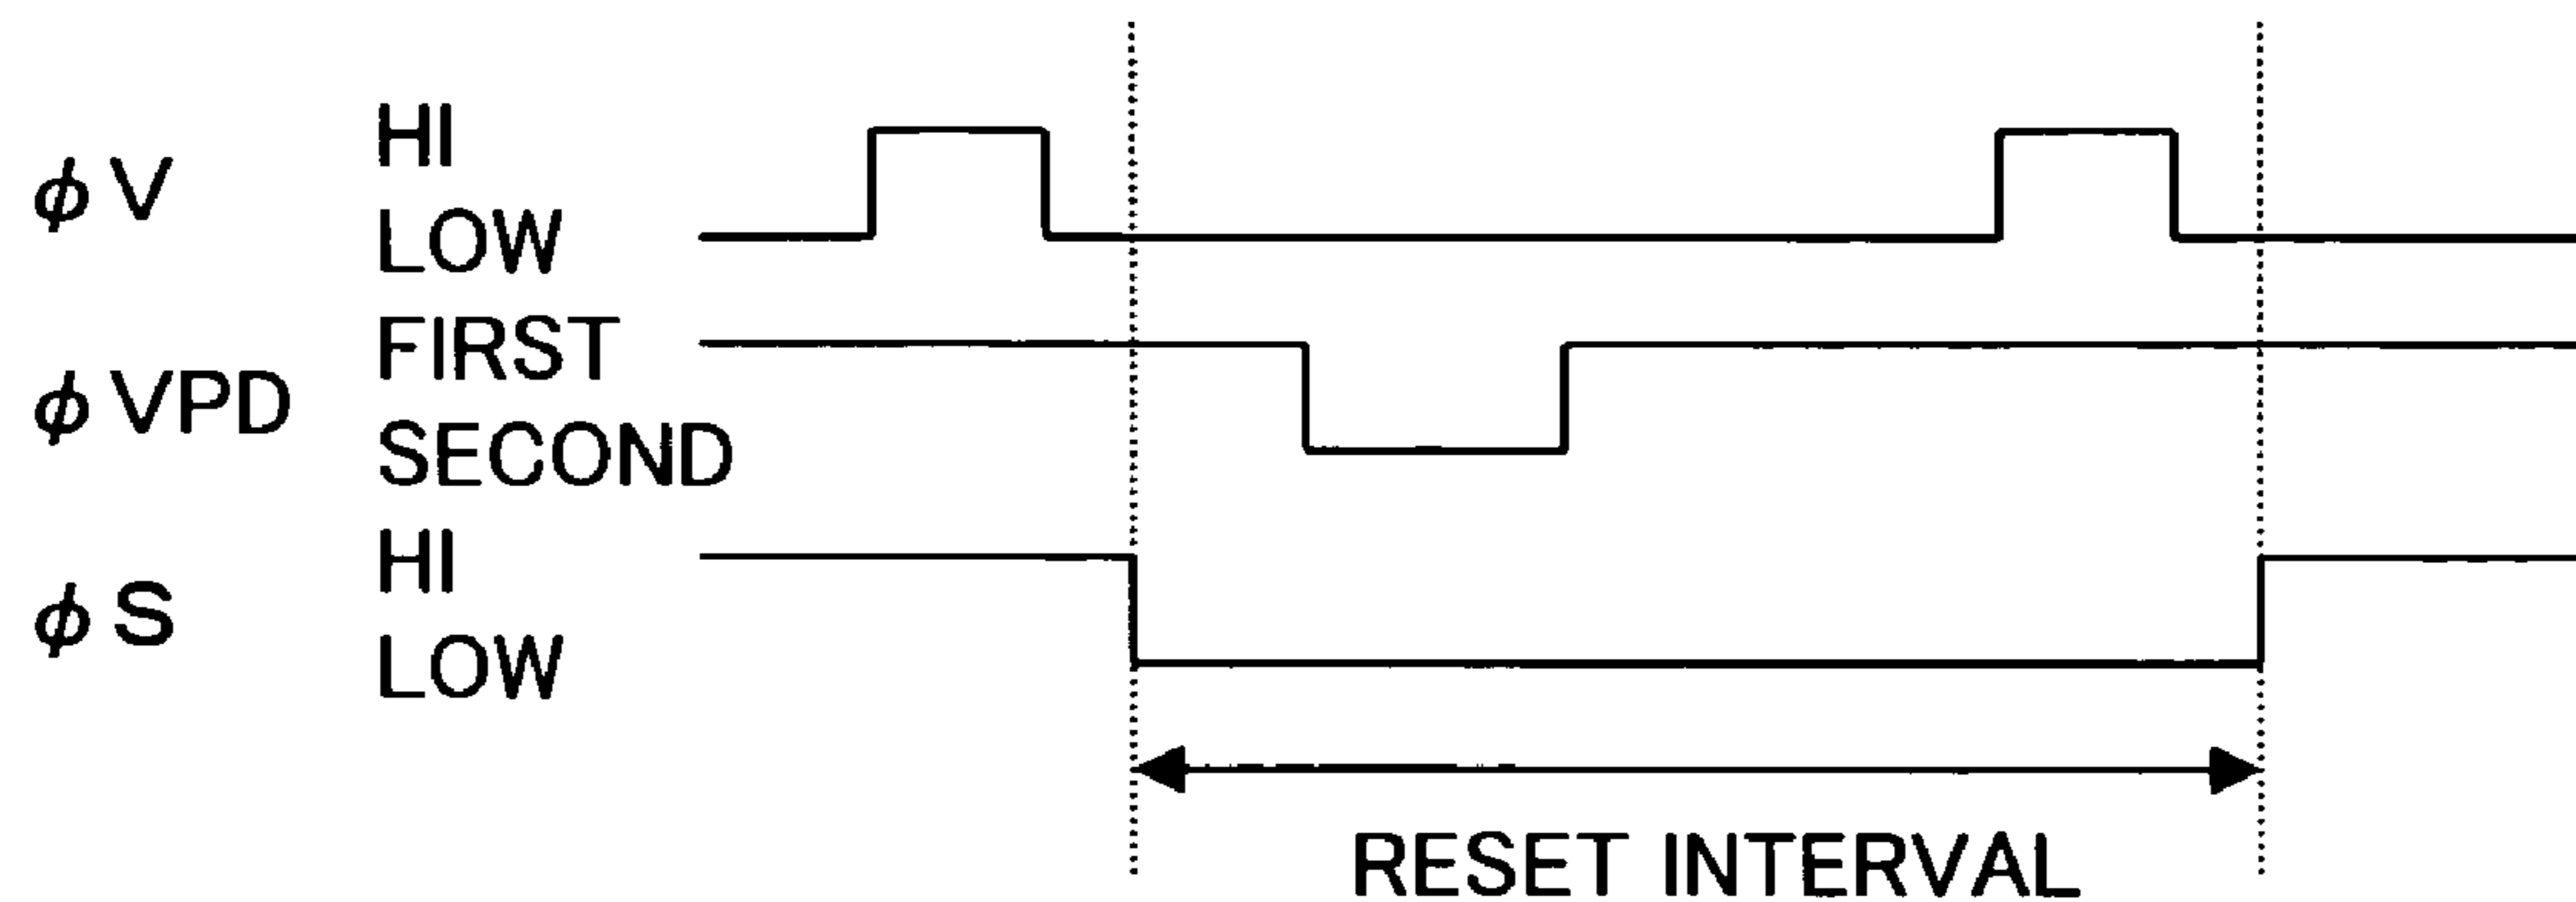 φV HI
LOW
φVPD FIRST
SECOND
φS HI
LOW
RESET INTERVAL